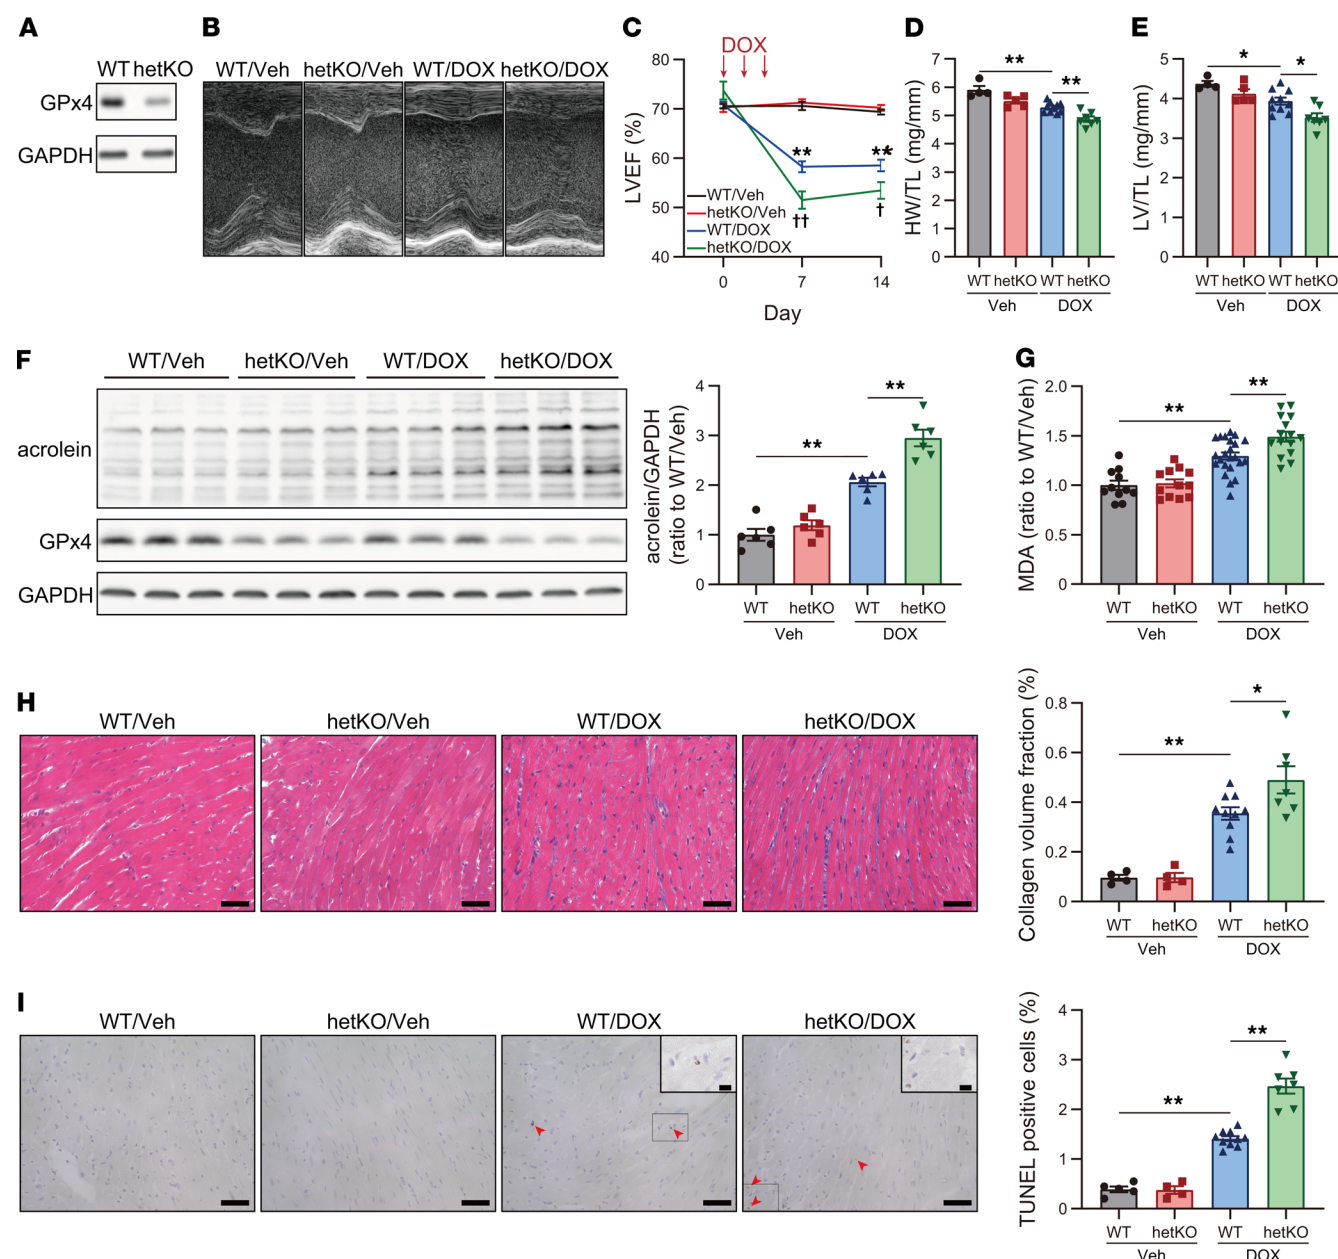 A
WT hetKO
GPx4
GAPDH
B
WT/Veh hetKO/Veh WT/DOX hetKO/DOX
C
DOX
80
70
60
50
40
LVEF (%)
** **
†† †
WT/Veh
hetKO/Veh
WT/DOX
hetKO/DOX
0 7 14
Day
D
** **
7
6
5
4
3
2
1
0
HW/TL (mg/mm)
WT hetKO WT hetKO
Veh DOX
E
* *
5
4
3
2
1
0
LV/TL (mg/mm)
WT hetKO WT hetKO
Veh DOX
F
WT/Veh hetKO/Veh WT/DOX hetKO/DOX
acrolein
GPx4
GAPDH
acrolein/GAPDH
(ratio to WT/Veh)
4
3
2
1
0
** **
WT hetKO WT hetKO
Veh DOX
G
MDA (ratio to WT/Veh)
2.0
1.5
1.0
0.5
0
** **
WT hetKO WT hetKO
Veh DOX
H
WT/Veh hetKO/Veh WT/DOX hetKO/DOX
Collagen volume fraction (%)
0.8
0.6
0.4
0.2
0
** *
WT hetKO WT hetKO
Veh DOX
I
WT/Veh hetKO/Veh WT/DOX hetKO/DOX
TUNEL positive cells (%)
4
3
2
1
0
** **
WT hetKO WT hetKO
Veh DOX